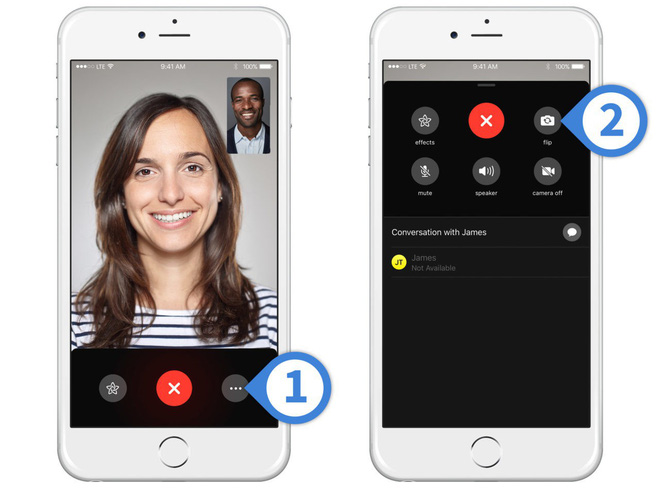 LTE 9:41 AM 100%
1
LTE 9:41 AM 100%
effects flip
2
mute speaker camera off
Conversation with James
JT James
Not Available